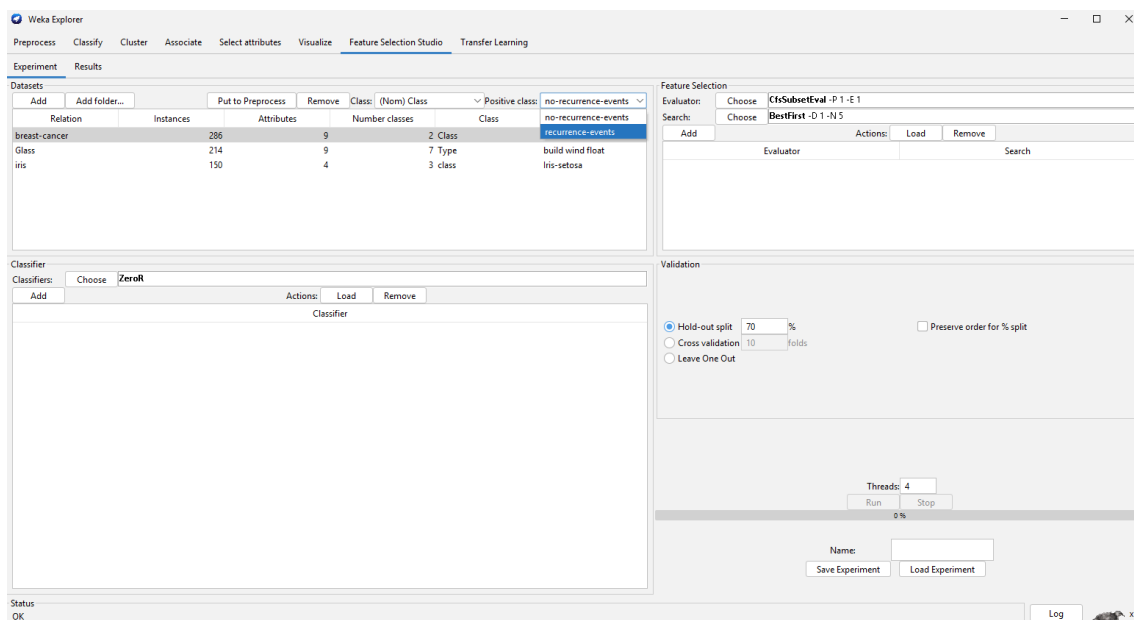 Weka Explorer
Preprocess Classify Cluster Associate Select attributes Visualize Feature Selection Studio Transfer Learning
Experiment Results
Datasets
Add Add folder... Put to Preprocess Remove Class: (Nom) Class Positive class: no-recurrence-events
Relation Instances Attributes Number classes Class no-recurrence-events
breast-cancer 286 9 2 Class recurrence-events
Glass 214 9 7 Type build wind float
iris 150 4 3 class Iris-setosa
Feature Selection
Evaluator: Choose CfsSubsetEval -P 1 -E 1
Search: Choose BestFirst -D 1 -N 5
Add Actions: Load Remove
Evaluator Search
Classifier
Classifiers: Choose ZeroR
Add Actions: Load Remove
Classifier
Validation
Hold-out split 70 % Preserve order for % split
Cross validation 10 folds
Leave One Out
Threads: 4
Run Stop
0 %
Name:
Save Experiment Load Experiment
Status
OK
Log x